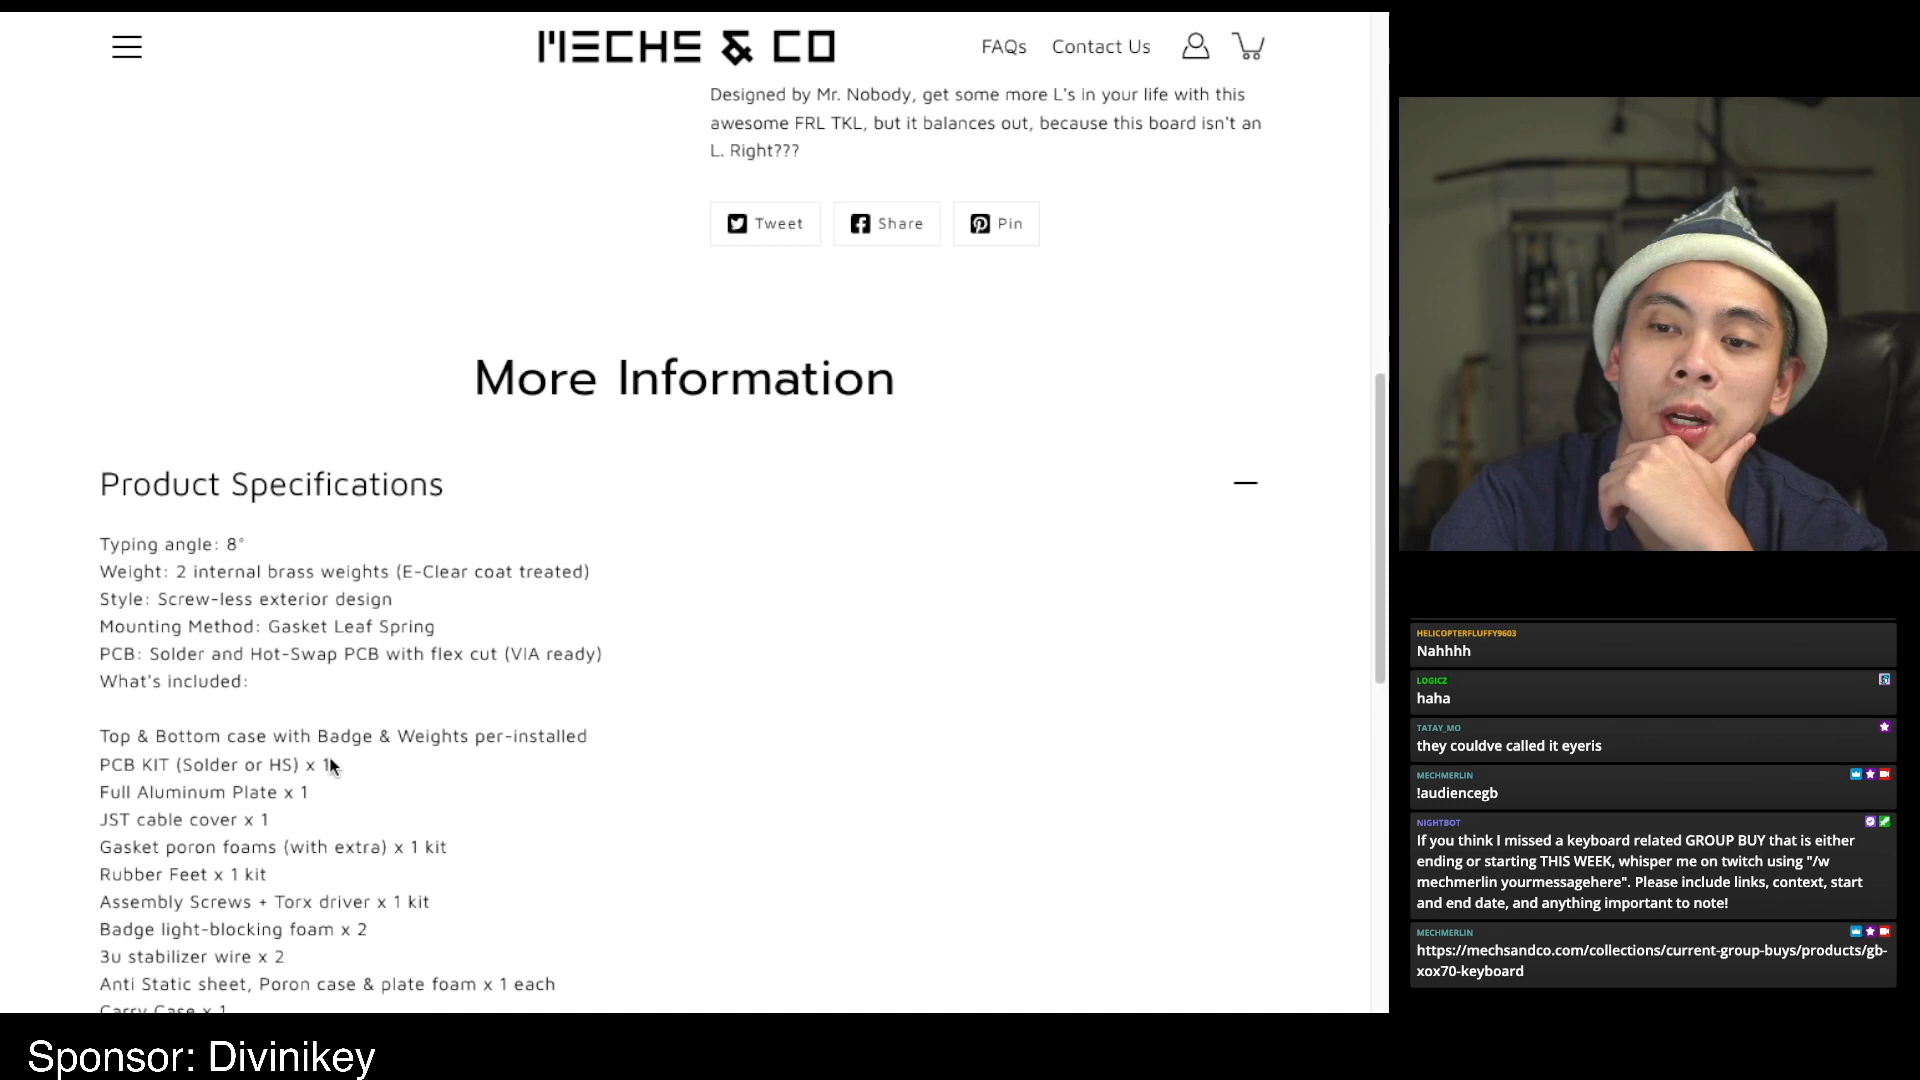 MECHE & CO
FAQs
Contact Us
Designed by Mr. Nobody, get some more L's in your life with this
awesome FRL TKL, but it balances out, because this board isn't an
L. Right???
Tweet
Share
Pin
More Information
Product Specifications
Typing angle: 8°
Weight: 2 internal brass weights (E-Clear coat treated)
Style: Screw-less exterior design
Mounting Method: Gasket Leaf Spring
PCB: Solder and Hot-Swap PCB with flex cut (VIA ready)
What's included:
Top & Bottom case with Badge & Weights per-installed
PCB KIT (Solder or HS) x 1
Full Aluminum Plate x 1
JST cable cover x 1
Gasket poron foams (with extra) x 1 kit
Rubber Feet x 1 kit
Assembly Screws + Torx driver x 1 kit
Badge light-blocking foam x 2
3u stabilizer wire x 2
Anti Static sheet, Poron case & plate foam x 1 each
Carry Case x 1
HELICOPTERFLUFFY9603
Nahhhh
LOGICZ
haha
TATAY_MO
they couldve called it eyeris
MECHMERLIN
!audiencegb
NIGHTBOT
If you think I missed a keyboard related GROUP BUY that is either
ending or starting THIS WEEK, whisper me on twitch using "/w
mechmerlin yourmessagehere". Please include links, context, start
and end date, and anything important to note!
MECHMERLIN
https://mechsandco.com/collections/current-group-buys/products/gb-
xox70-keyboard
Sponsor: Divinikey